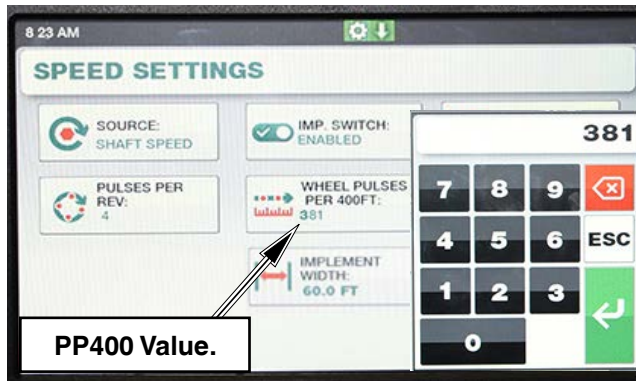 8 23 AM
SPEED SETTINGS
SOURCE:
SHAFT SPEED
IMP. SWITCH:
ENABLED
381
PULSES PER
REV:
4
WHEEL PULSES
PER 400FT:
381
7 8 9
4 5 6 ESC
IMPLEMENT
WIDTH:
60.0 FT
1 2 3
0
PP400 Value.